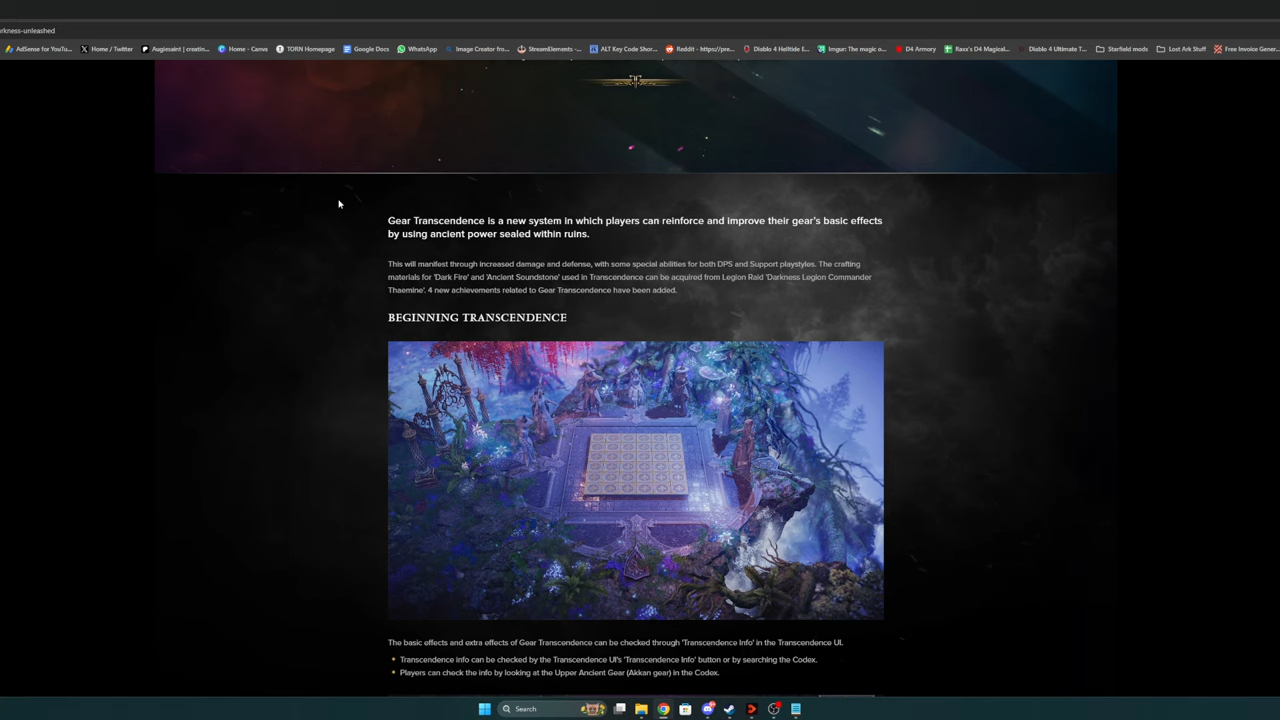 rkness-unleashed
AdSense for YouTu... Home / Twitter Augiesaint | creatin... Home - Canva TORN Homepage Google Docs WhatsApp Image Creator fro... StreamElements -... ALT Key Code Shor... Reddit - https://pre... Diablo 4 Helltide E... Imgur: The magic o... D4 Armory Raxx's D4 Magical... Diablo 4 Ultimate T... Starfield mods Lost Ark Stuff Free Invoice Gener...
Gear Transcendence is a new system in which players can reinforce and improve their gear's basic effects
by using ancient power sealed within ruins.
This will manifest through increased damage and defense, with some special abilities for both DPS and Support playstyles. The crafting
materials for 'Dark Fire' and 'Ancient Soundstone' used in Transcendence can be acquired from Legion Raid 'Darkness Legion Commander
Thaemine'. 4 new achievements related to Gear Transcendence have been added.
BEGINNING TRANSCENDENCE
The basic effects and extra effects of Gear Transcendence can be checked through 'Transcendence Info' in the Transcendence UI.
• Transcendence info can be checked by the Transcendence UI's 'Transcendence Info' button or by searching the Codex.
• Players can check the info by looking at the Upper Ancient Gear (Akkan gear) in the Codex.
Search